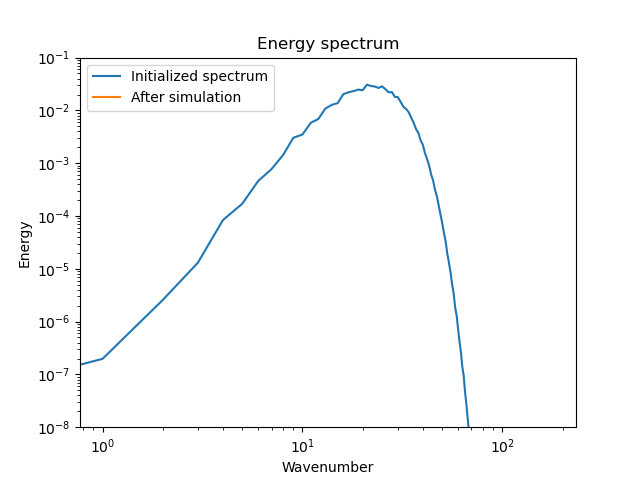 Energy spectrum
Initialized spectrum
After simulation
Energy
10⁻¹
10⁻²
10⁻³
10⁻⁴
10⁻⁵
10⁻⁶
10⁻⁷
10⁻⁸
10⁰ 10¹ 10²
Wavenumber